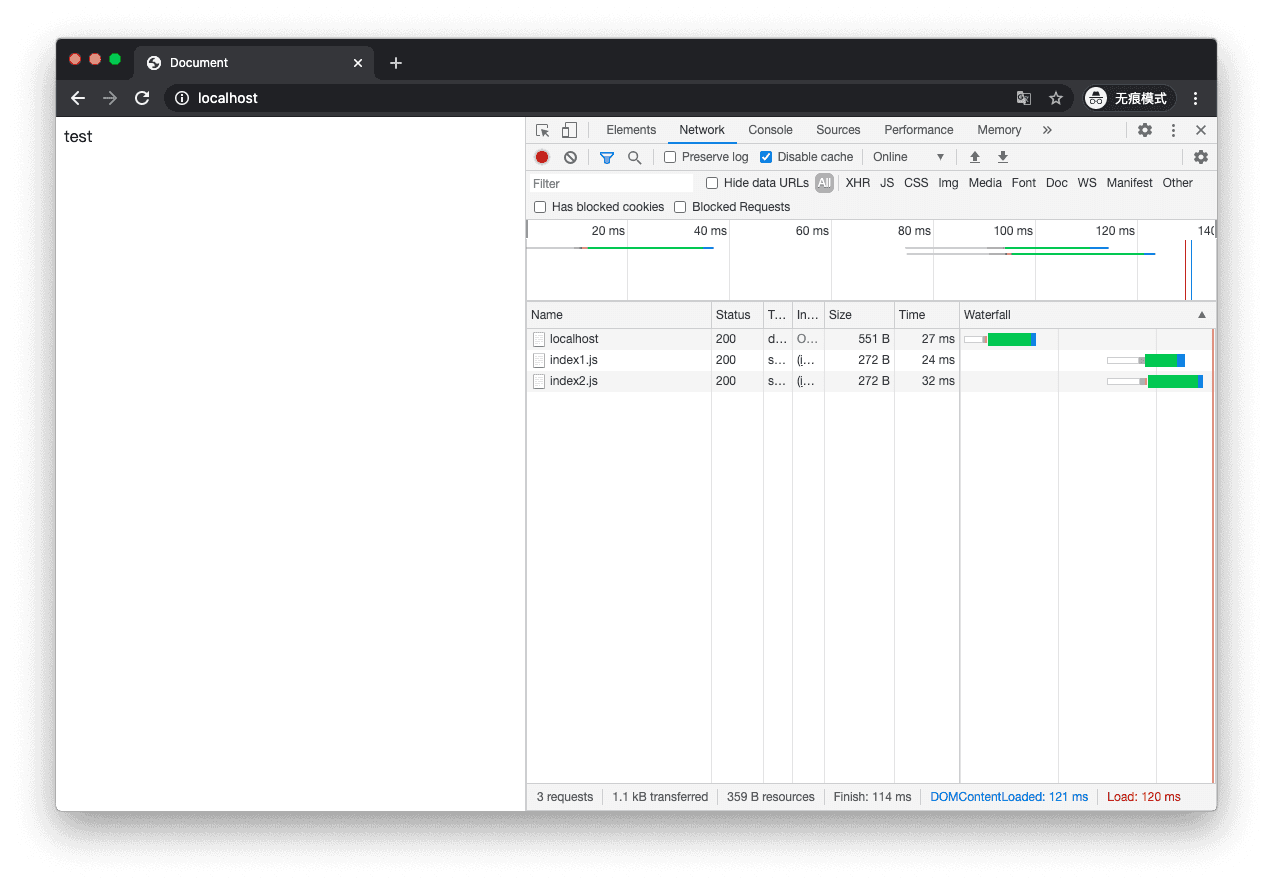 Document
localhost 无痕模式
test
Elements Network Console Sources Performance Memory
Preserve log Disable cache Online
Filter Hide data URLs All XHR JS CSS Img Media Font Doc WS Manifest Other
Has blocked cookies Blocked Requests
20 ms 40 ms 60 ms 80 ms 100 ms 120 ms 140
Name Status T... In... Size Time Waterfall
localhost 200 d... O... 551 B 27 ms
index1.js 200 s... (i... 272 B 24 ms
index2.js 200 s... (i... 272 B 32 ms
3 requests 1.1 kB transferred 359 B resources Finish: 114 ms DOMContentLoaded: 121 ms Load: 120 ms